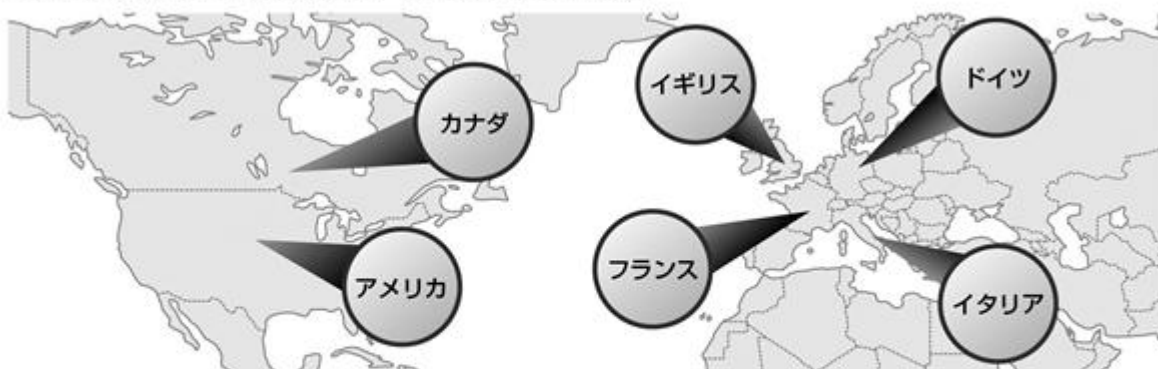 カナダ
アメリカ
イギリス
ドイツ
フランス
イタリア